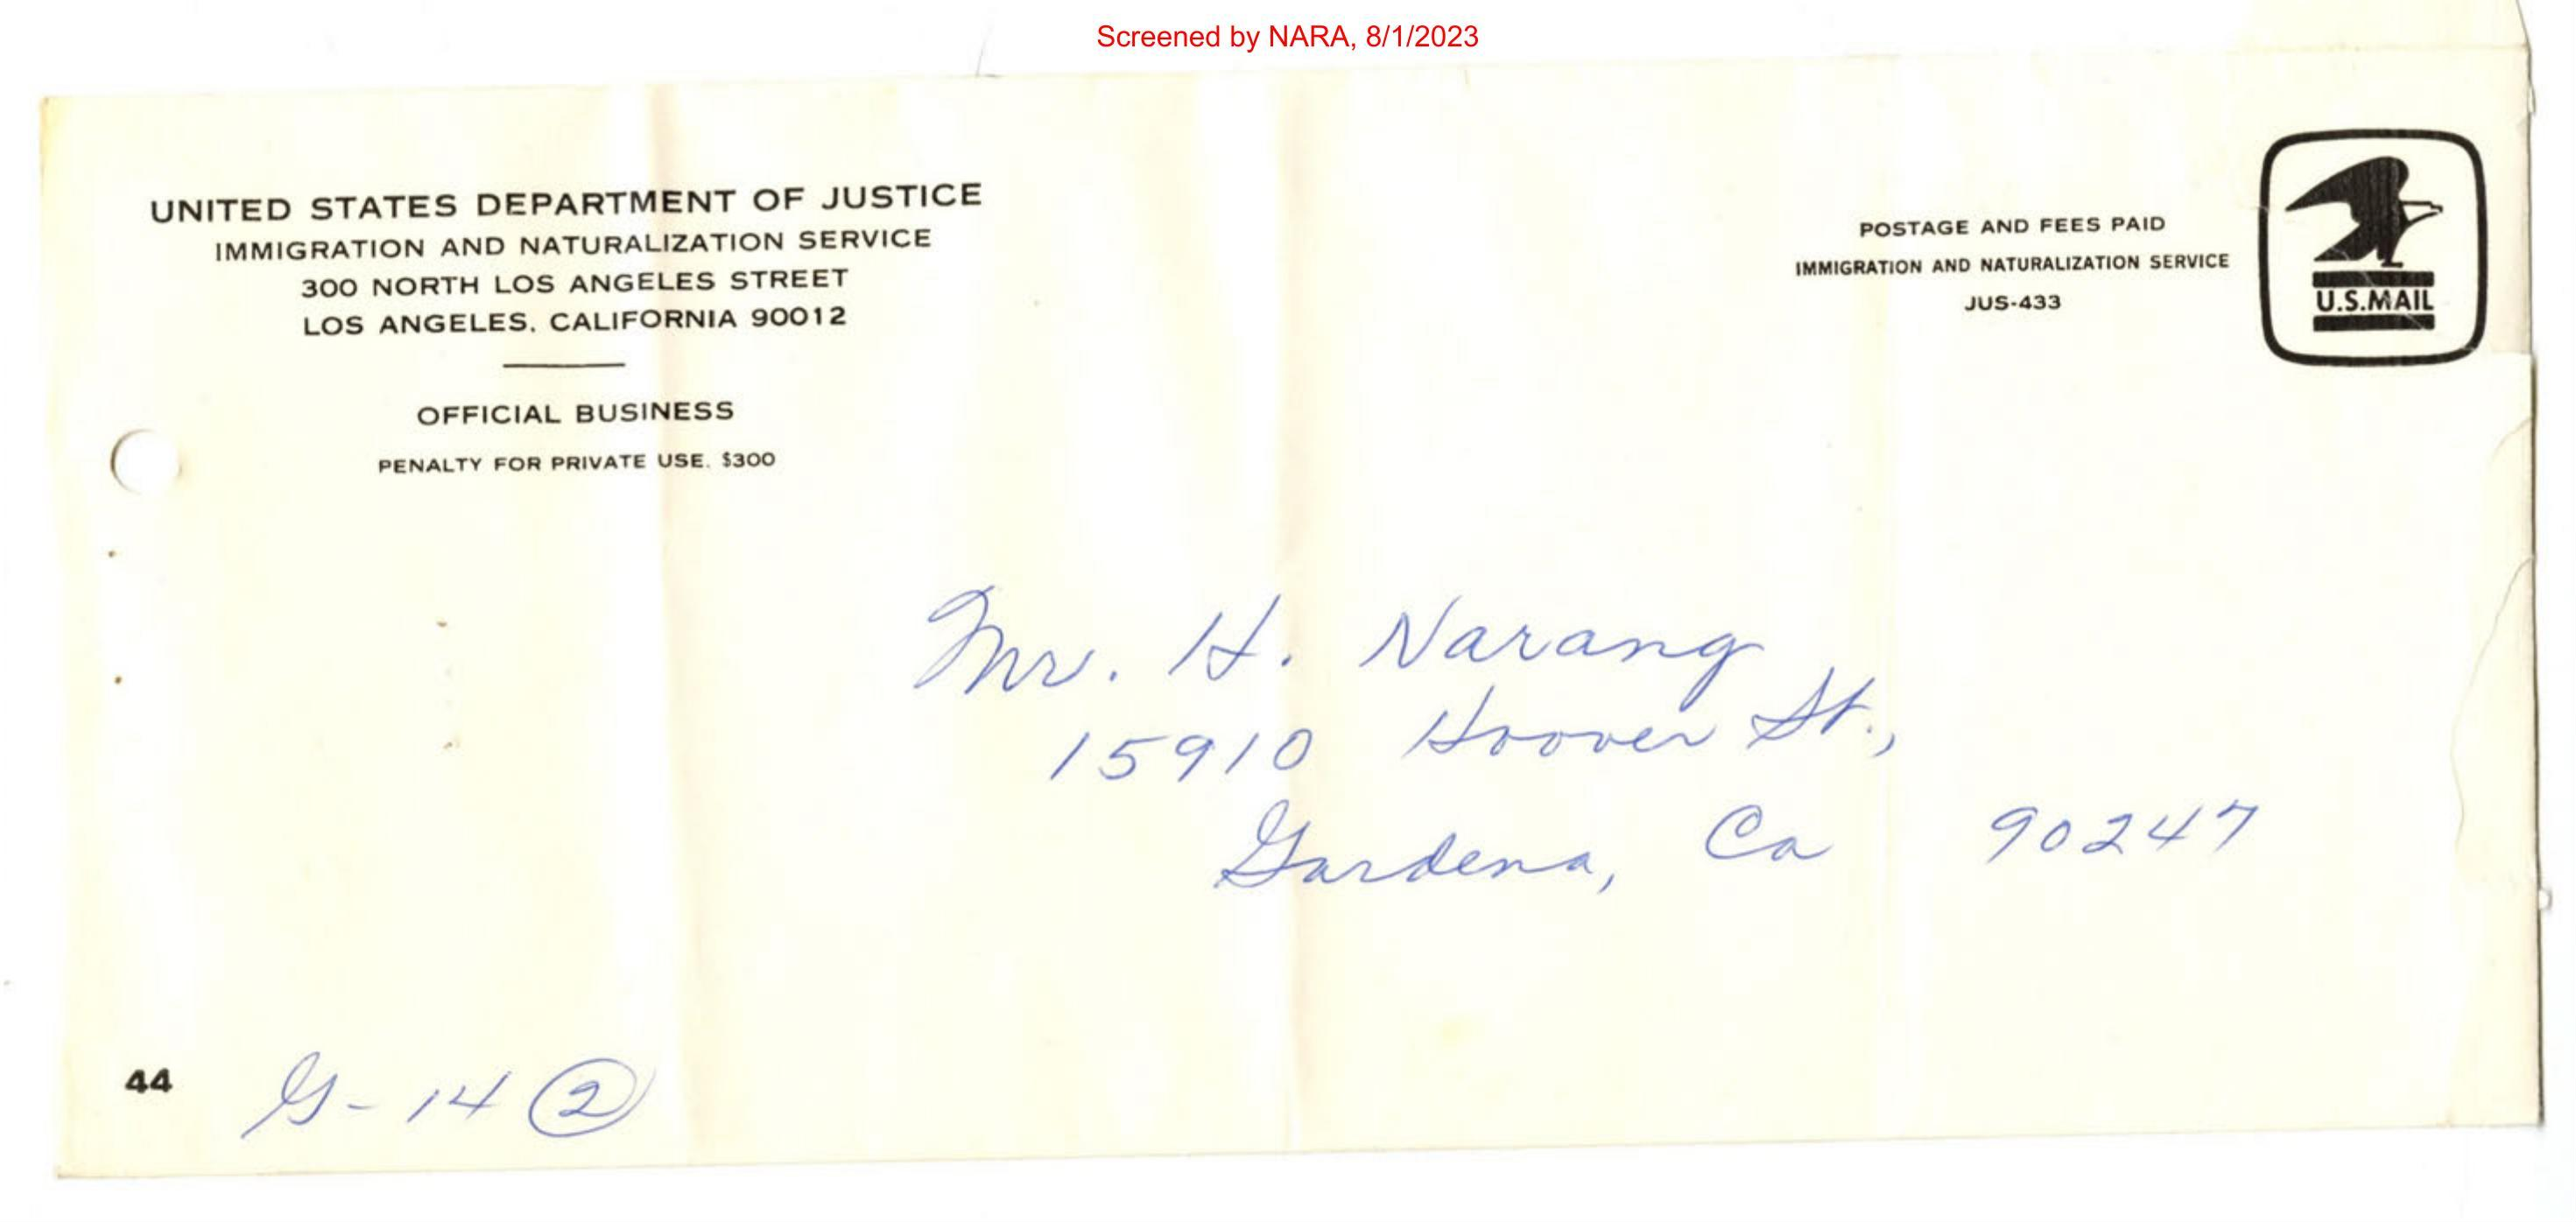 Screened by NARA, 8/1/2023
UNITED STATES DEPARTMENT OF JUSTICE
IMMIGRATION AND NATURALIZATION SERVICE
300 NORTH LOS ANGELES STREET
LOS ANGELES, CALIFORNIA 90012
OFFICIAL BUSINESS
PENALTY FOR PRIVATE USE, $300
POSTAGE AND FEES PAID
IMMIGRATION AND NATURALIZATION SERVICE
JUS-433
U.S.MAIL
Mr. H. Narang
15910 Hoover St.,
Gardena, Ca 90247
44
G-14 2